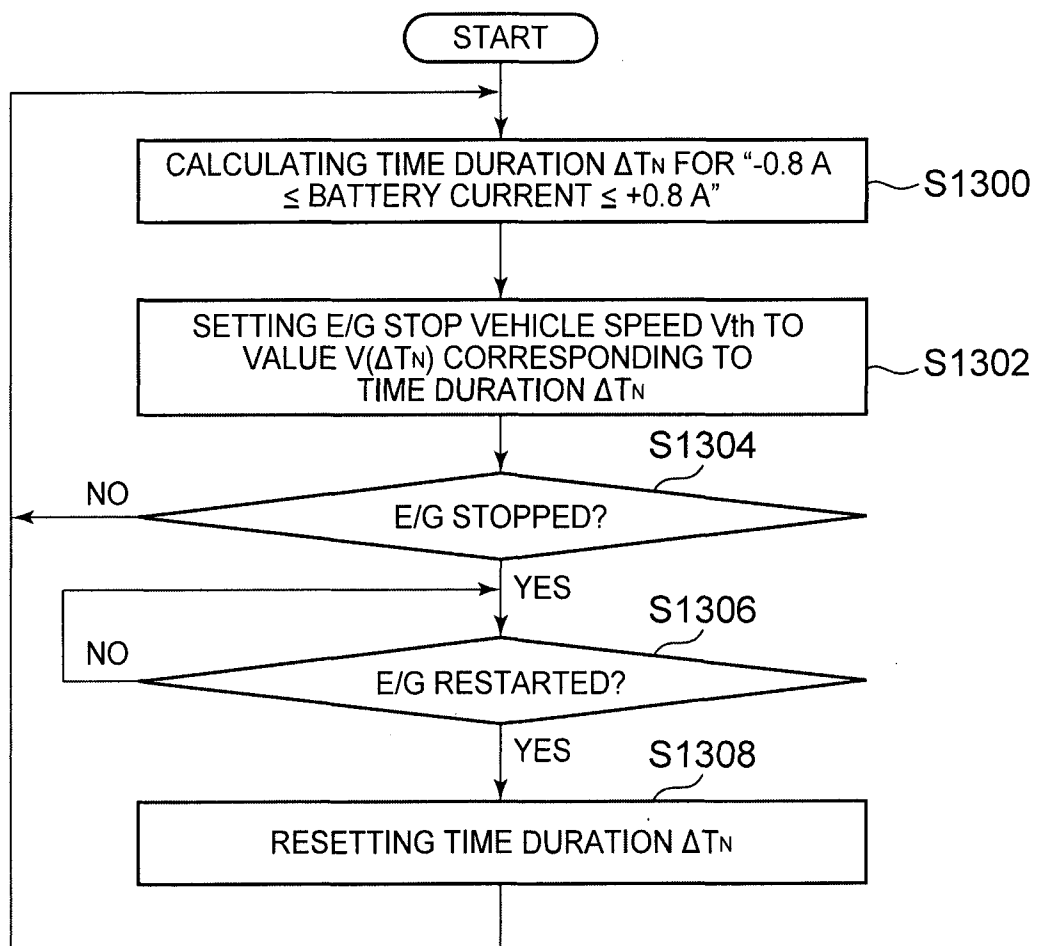 START
CALCULATING TIME DURATION ΔTN FOR “-0.8 A
≤ BATTERY CURRENT ≤ +0.8 A”
S1300
SETTING E/G STOP VEHICLE SPEED Vth TO
VALUE V(ΔTN) CORRESPONDING TO
TIME DURATION ΔTN
S1302
S1304
NO
E/G STOPPED?
YES
S1306
NO
E/G RESTARTED?
YES
S1308
RESETTING TIME DURATION ΔTN